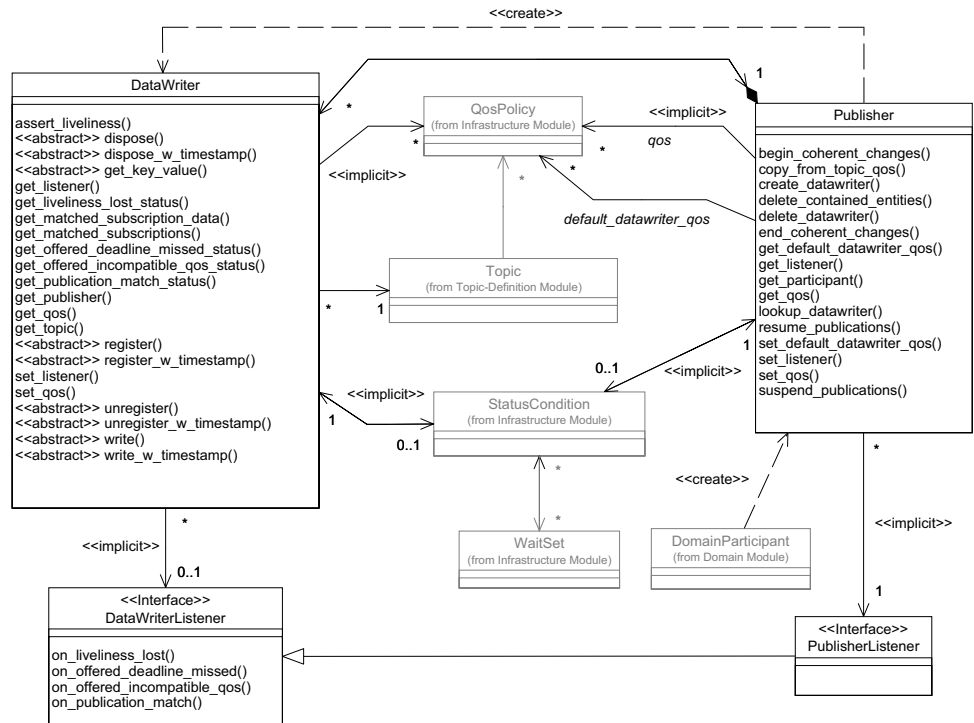 <<create>>
DataWriter
assert_liveliness()
<<abstract>> dispose()
<<abstract>> dispose_w_timestamp()
<<abstract>> get_key_value()
get_listener()
get_liveliness_lost_status()
get_matched_subscription_data()
get_matched_subscriptions()
get_offered_deadline_missed_status()
get_offered_incompatible_qos_status()
get_publication_match_status()
get_publisher()
get_qos()
get_topic()
<<abstract>> register()
<<abstract>> register_w_timestamp()
set_listener()
set_qos()
<<abstract>> unregister()
<<abstract>> unregister_w_timestamp()
<<abstract>> write()
<<abstract>> write_w_timestamp()
*
1
QosPolicy
(from Infrastructure Module)
*
*
*
*
<<implicit>>
<<implicit>>
qos
default_datawriter_qos
Publisher
begin_coherent_changes()
copy_from_topic_qos()
create_datawriter()
delete_contained_entities()
delete_datawriter()
end_coherent_changes()
get_default_datawriter_qos()
get_listener()
get_participant()
get_qos()
lookup_datawriter()
resume_publications()
set_default_datawriter_qos()
set_listener()
set_qos()
suspend_publications()
Topic
(from Topic-Definition Module)
*
1
1
0..1
<<implicit>>
<<implicit>>
StatusCondition
(from Infrastructure Module)
1
0..1
*
*
WaitSet
(from Infrastructure Module)
<<create>>
DomainParticipant
(from Domain Module)
*
<<implicit>>
1
*
<<implicit>>
0..1
<<Interface>>
DataWriterListener
on_liveliness_lost()
on_offered_deadline_missed()
on_offered_incompatible_qos()
on_publication_match()
<<Interface>>
PublisherListener